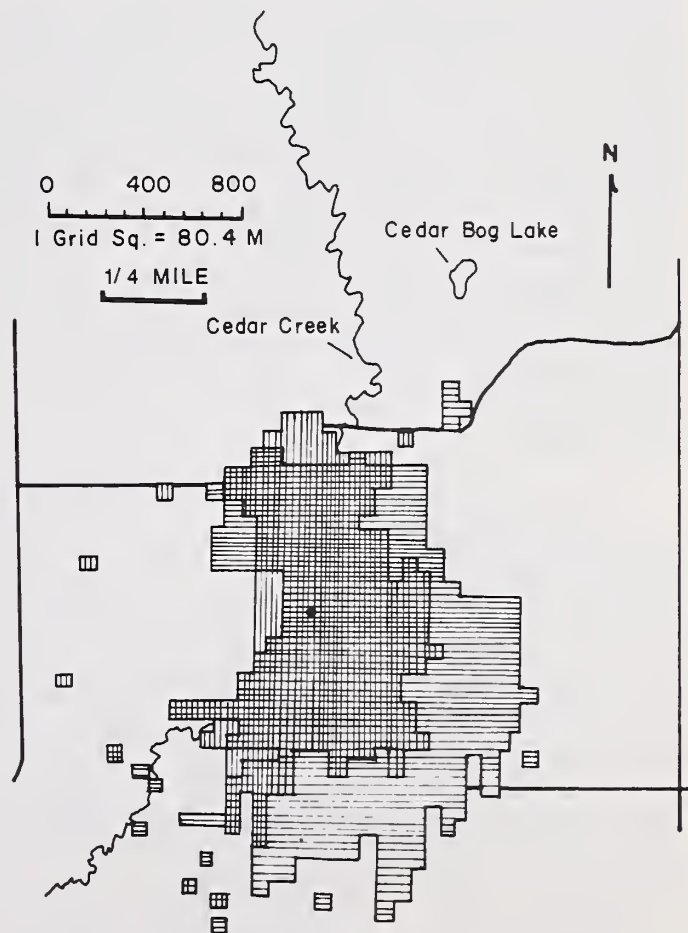 N
0 400 800
1 Grid Sq. = 80.4 M
1/4 MILE
Cedar Bog Lake
Cedar Creek